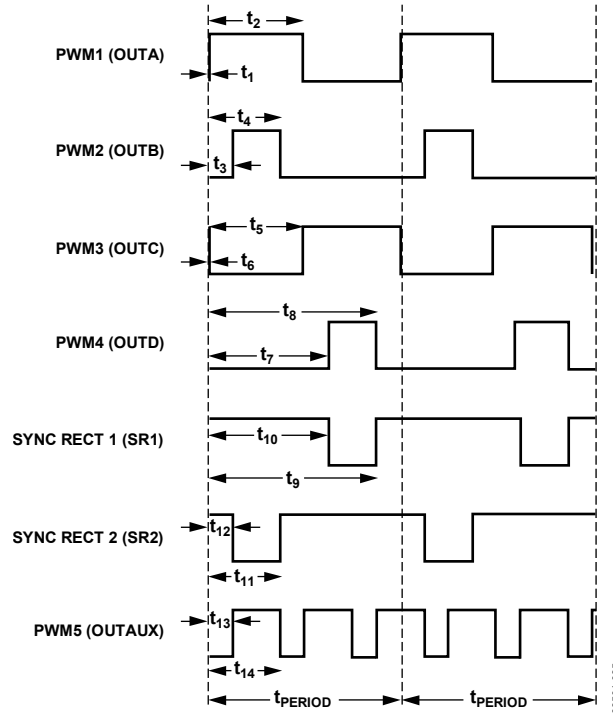 t2
PWM1 (OUTA)
t1
t4
PWM2 (OUTB)
t3
t5
PWM3 (OUTC)
t6
t8
PWM4 (OUTD)
t7
SYNC RECT 1 (SR1)
t10
t9
SYNC RECT 2 (SR2)
t12
t11
PWM5 (OUTAUX)
t13
t14
tPERIOD tPERIOD